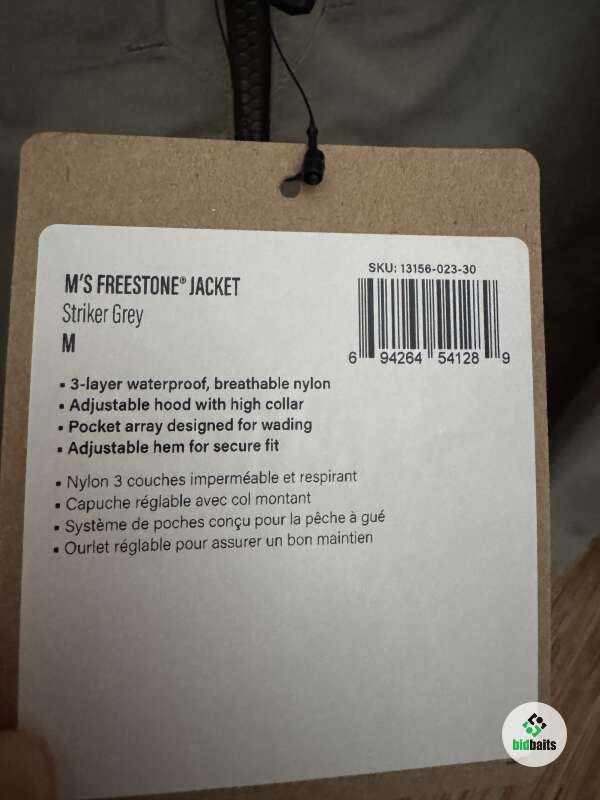 M'S FREESTONE® JACKET
Striker Grey
M
SKU: 13156-023-30
6 94264 54128 9
▪ 3-layer waterproof, breathable nylon
▪ Adjustable hood with high collar
▪ Pocket array designed for wading
▪ Adjustable hem for secure fit
▪ Nylon 3 couches imperméable et respirant
▪ Capuche réglable avec col montant
▪ Système de poches conçu pour la pêche à gué
▪ Ourlet réglable pour assurer un bon maintien
bidbaits